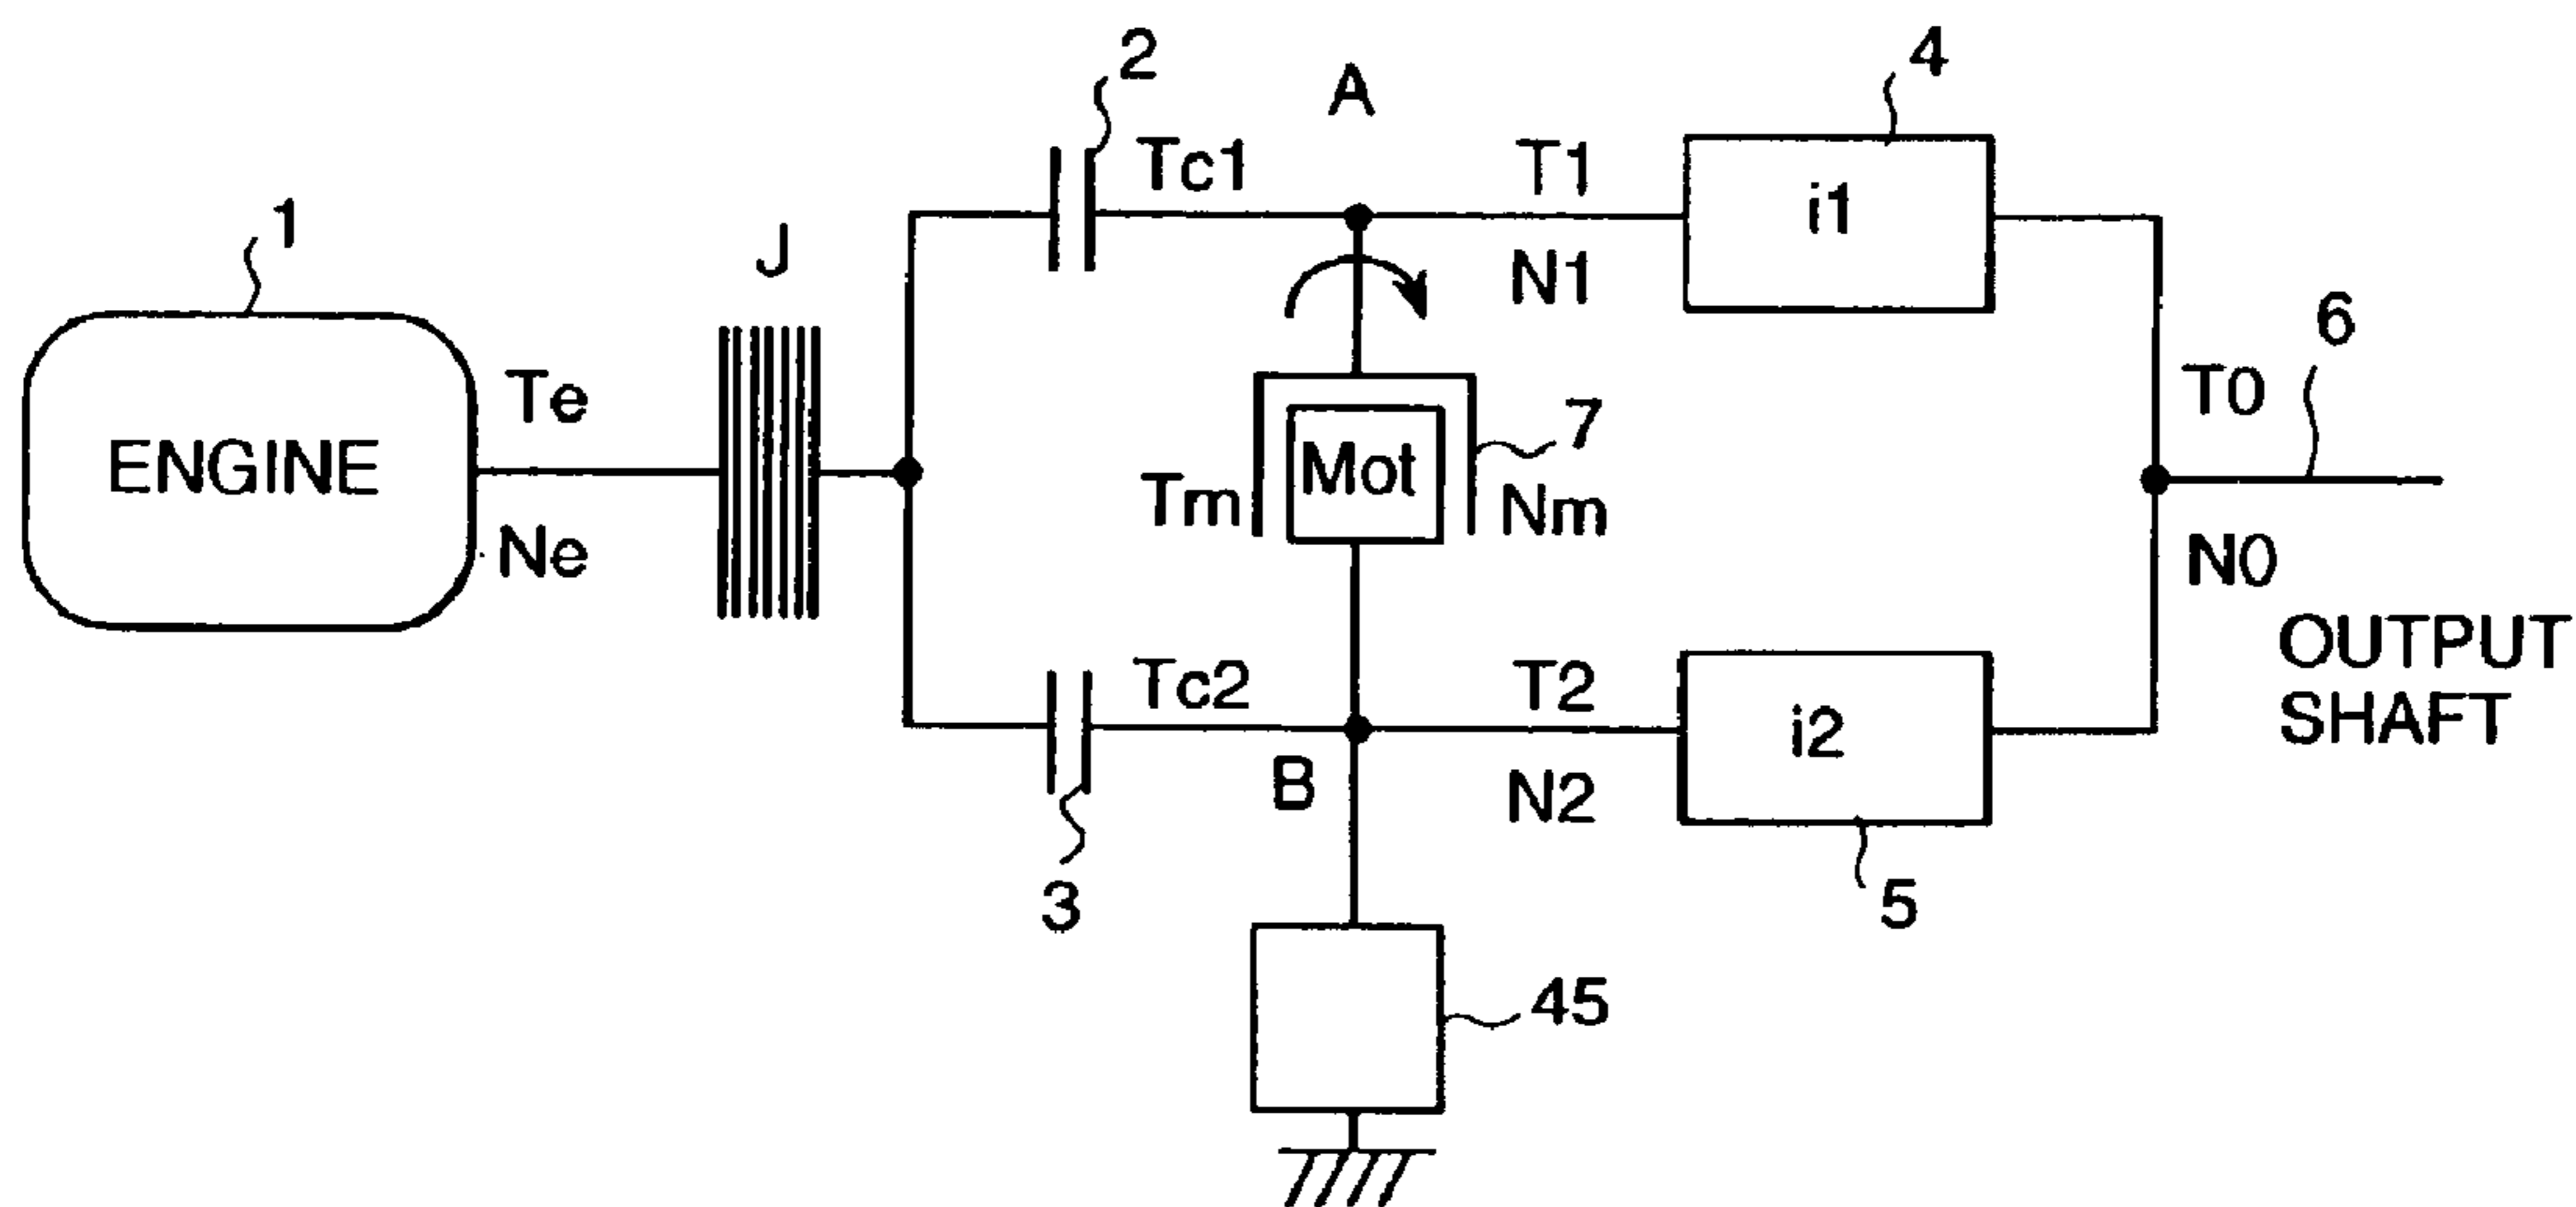 2
4
A
Tc1
T1
i1
1
J
N1
6
Te
T0
7
ENGINE
Mot
Tm
Nm
Ne
N0
OUTPUT
SHAFT
Tc2
T2
i2
B
N2
3
5
45